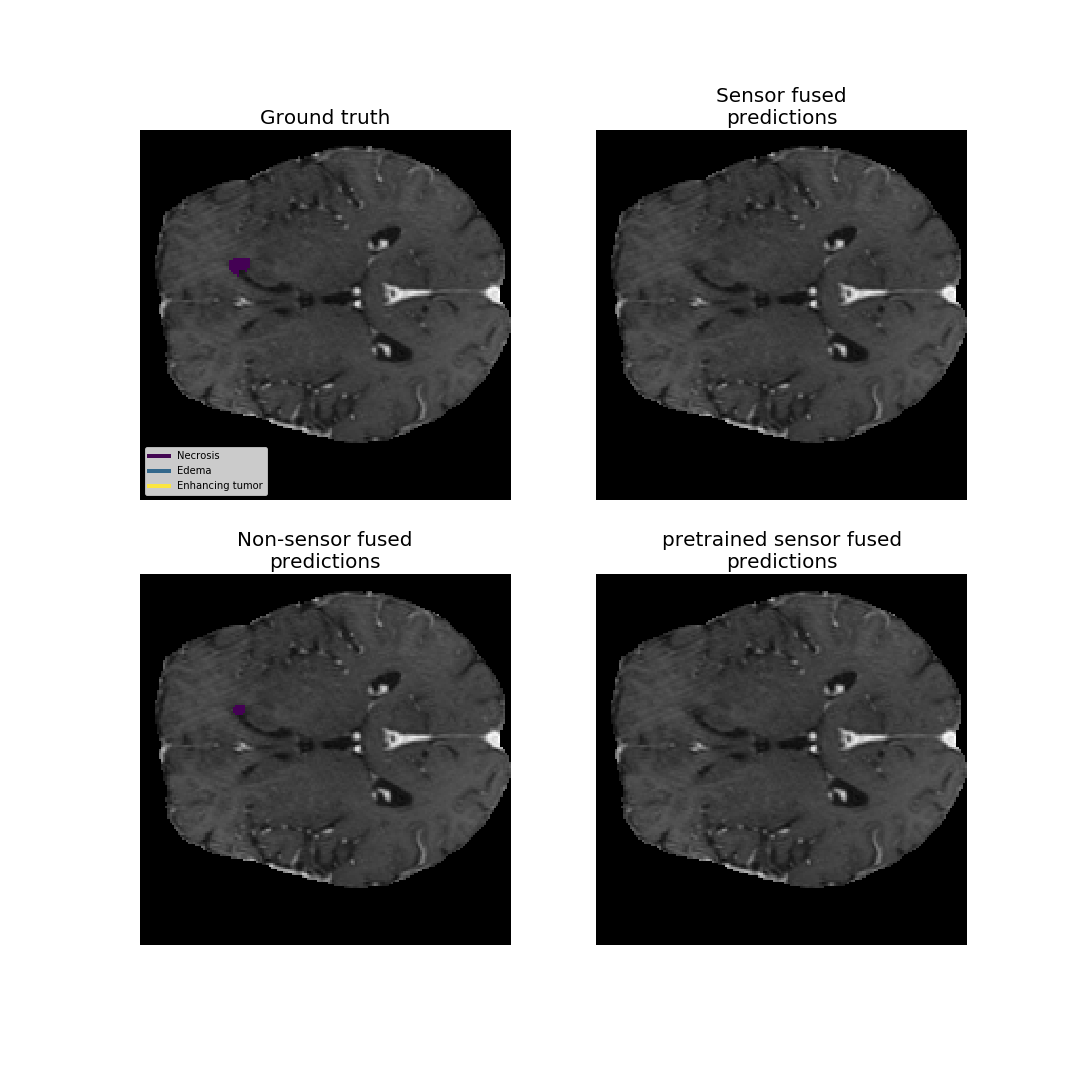 Ground truth
Sensor fused
predictions
Necrosis
Edema
Enhancing tumor
Non-sensor fused
predictions
pretrained sensor fused
predictions